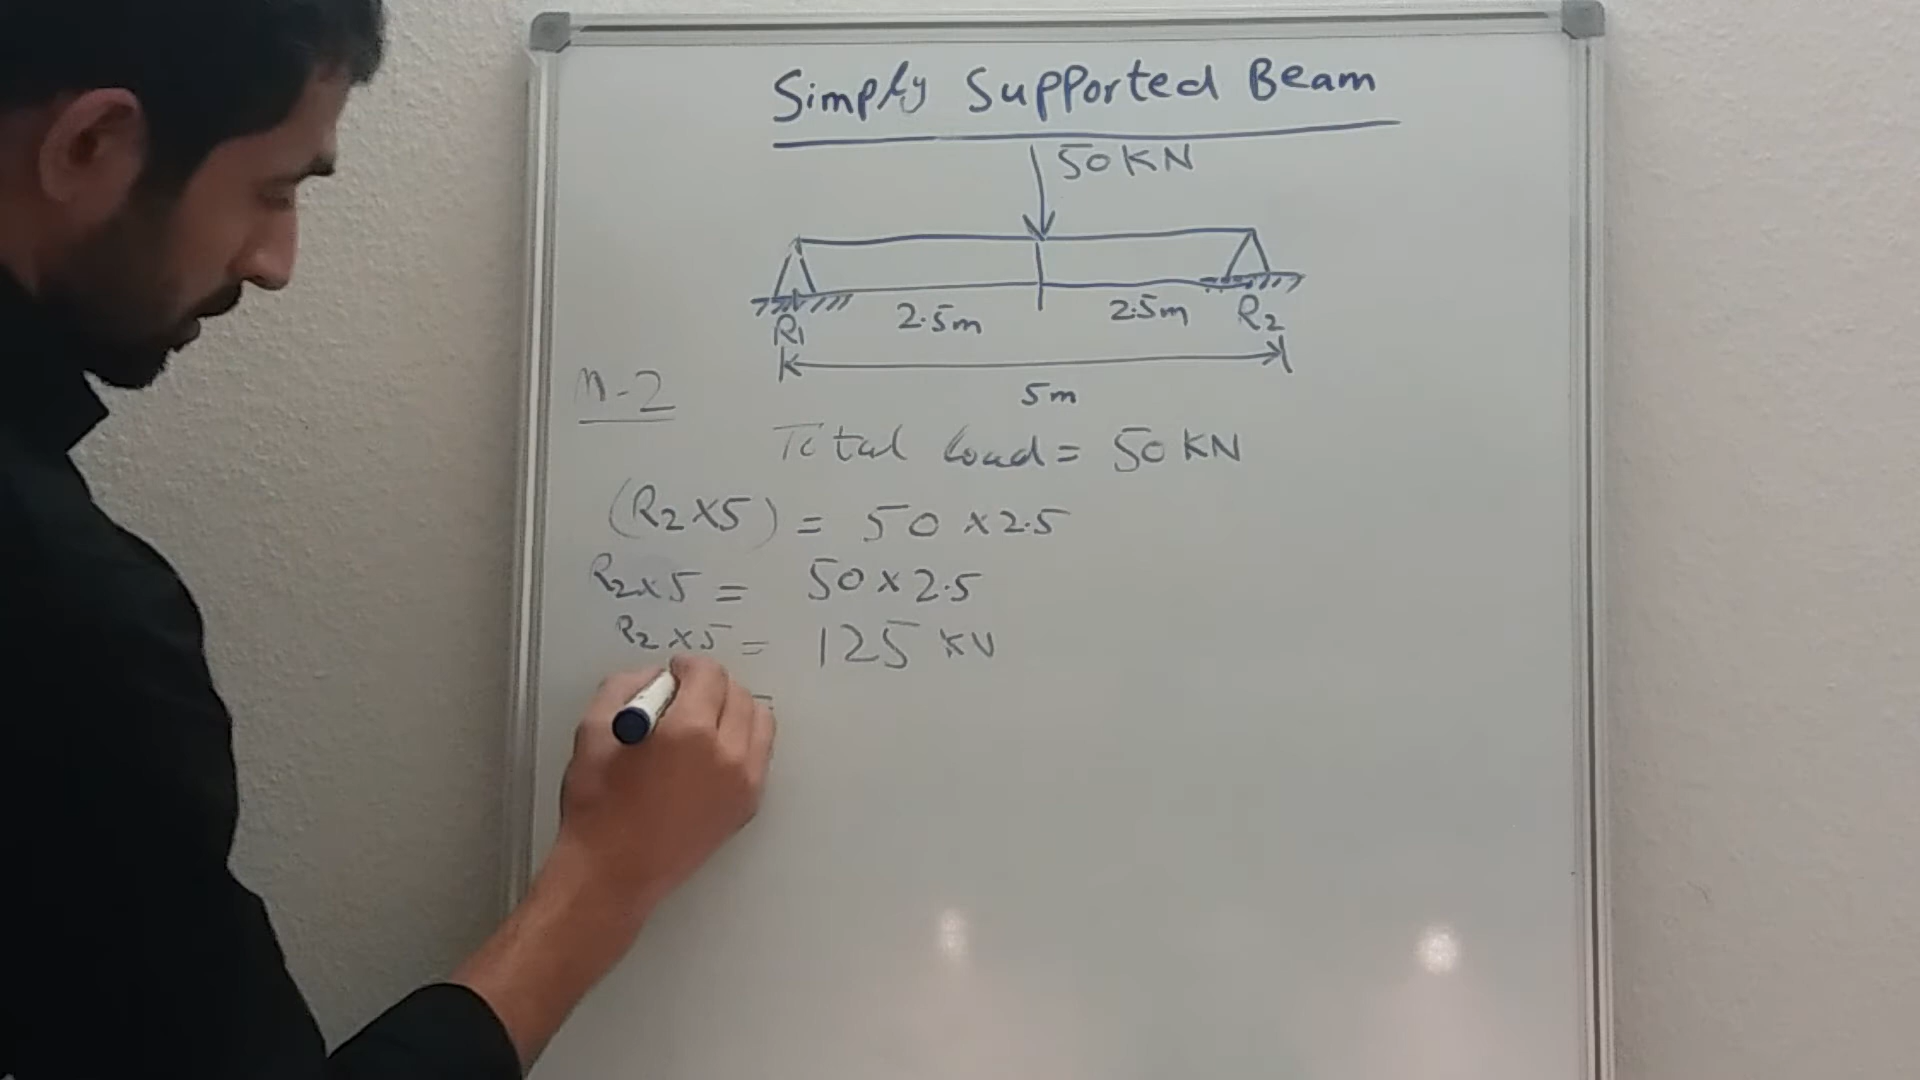 Simply Supported Beam
50 KN
2.5m 2.5m
R1 R2
5m
M-2
Total load = 50 KN
(R2×5) = 50 ×2.5
R2×5 = 50×2.5
R2 ×5 = 125 KN
=